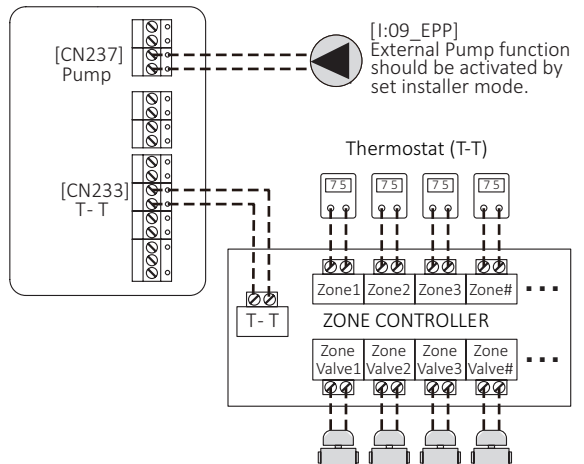 [CN237]
Pump
[I:09_EPP]
External Pump function
should be activated by
set installer mode.
[CN233]
T- T
Thermostat (T-T)
75 75 75 75
Zone1 Zone2 Zone3 Zone# ...
T- T
ZONE CONTROLLER
Zone Valve1 Zone Valve2 Zone Valve3 Zone Valve# ...